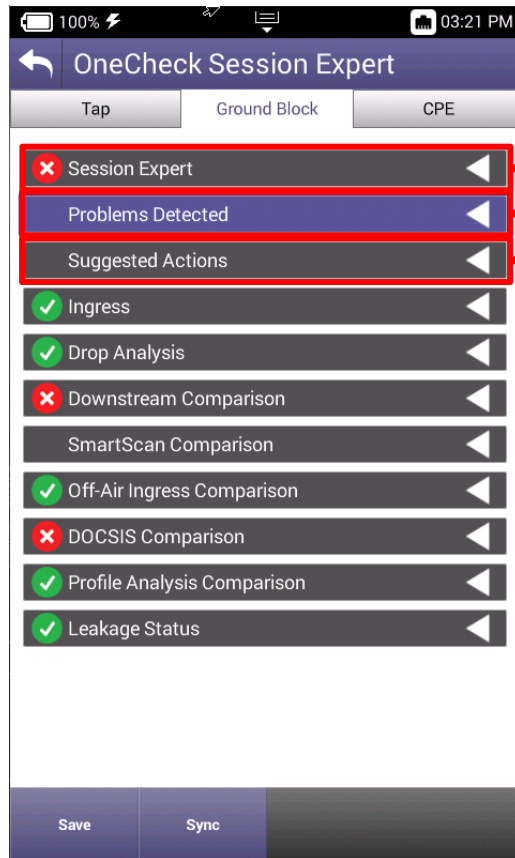 100% 03:21 PM
OneCheck Session Expert
Tap Ground Block CPE
Session Expert
Problems Detected
Suggested Actions
Ingress
Drop Analysis
Downstream Comparison
SmartScan Comparison
Off-Air Ingress Comparison
DOCSIS Comparison
Profile Analysis Comparison
Leakage Status
Save Sync